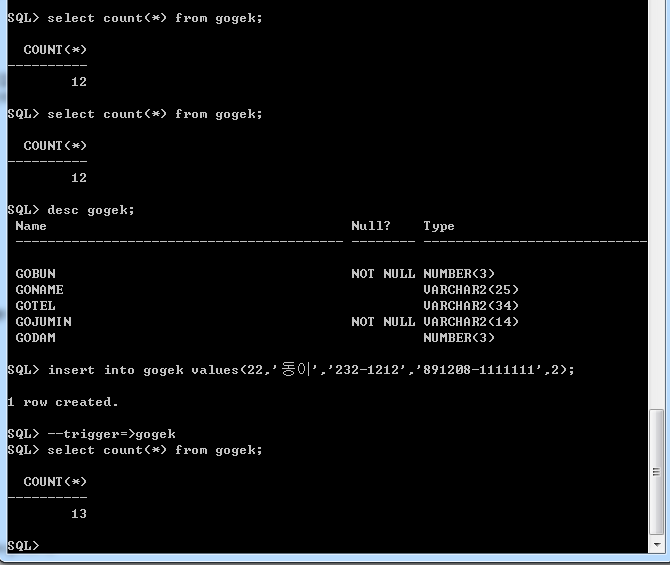 SQL> select count(*) from gogek;
COUNT(*)
----------
12
SQL> select count(*) from gogek;
COUNT(*)
----------
12
SQL> desc gogek;
Name Null? Type
----------------------------------------- -------- ----------------------------
GOBUN NOT NULL NUMBER(3)
GONAME VARCHAR2(25)
GOTEL VARCHAR2(34)
GOJUMIN NOT NULL VARCHAR2(14)
GODAM NUMBER(3)
SQL> insert into gogek values(22,'동이','232-1212','891208-1111111',2);
1 row created.
SQL> --trigger=>gogek
SQL> select count(*) from gogek;
COUNT(*)
----------
13
SQL>